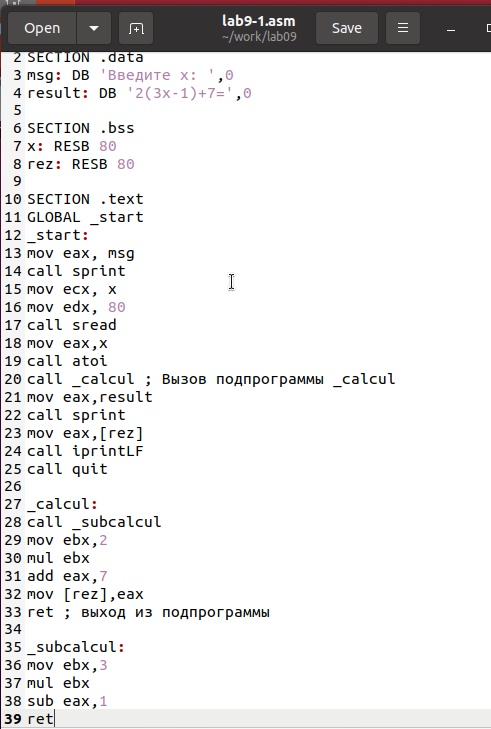 Open
lab9-1.asm
~/work/lab09
Save
2 SECTION .data
3 msg: DB 'Введите x: ',0
4 result: DB '2(3x-1)+7=',0
5
6 SECTION .bss
7 x: RESB 80
8 rez: RESB 80
9
10 SECTION .text
11 GLOBAL _start
12 _start:
13 mov eax, msg
14 call sprint
15 mov ecx, x
16 mov edx, 80
17 call sread
18 mov eax,x
19 call atoi
20 call _calcul ; Вызов подпрограммы _calcul
21 mov eax,result
22 call sprint
23 mov eax,[rez]
24 call iprintLF
25 call quit
26
27 _calcul:
28 call _subcalcul
29 mov ebx,2
30 mul ebx
31 add eax,7
32 mov [rez],eax
33 ret ; выход из подпрограммы
34
35 _subcalcul:
36 mov ebx,3
37 mul ebx
38 sub eax,1
39 ret